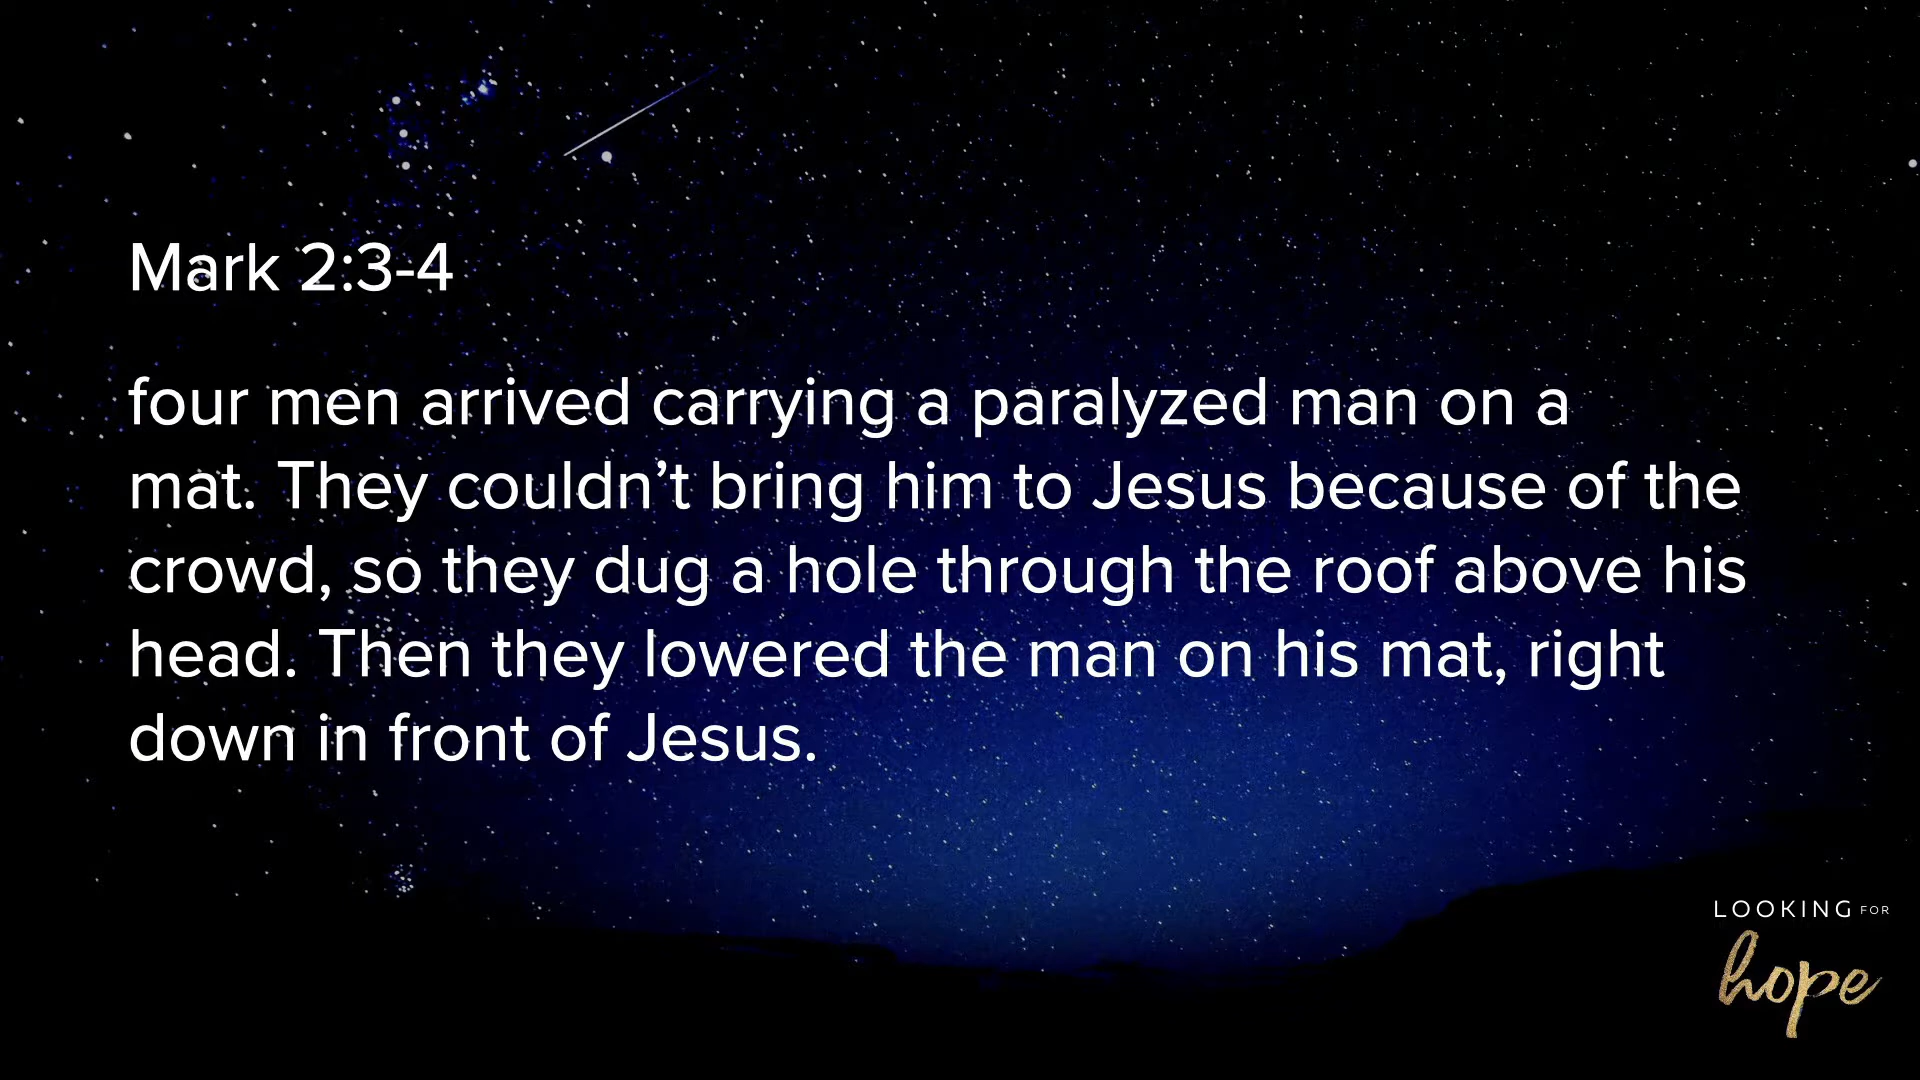 Mark 2:3-4
four men arrived carrying a paralyzed man on a
mat. They couldn’t bring him to Jesus because of the
crowd, so they dug a hole through the roof above his
head. Then they lowered the man on his mat, right
down in front of Jesus.
LOOKING FOR
hope